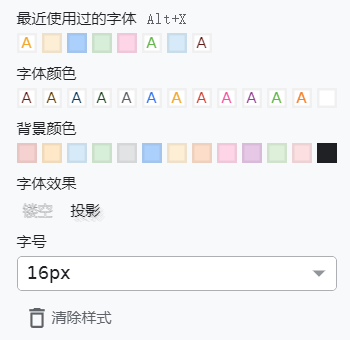 最近使用过的字体 Alt+X
A A A
字体颜色
A A A A A A A A A A A A A
背景颜色
字体效果
镂空 投影
字号
16px
清除样式